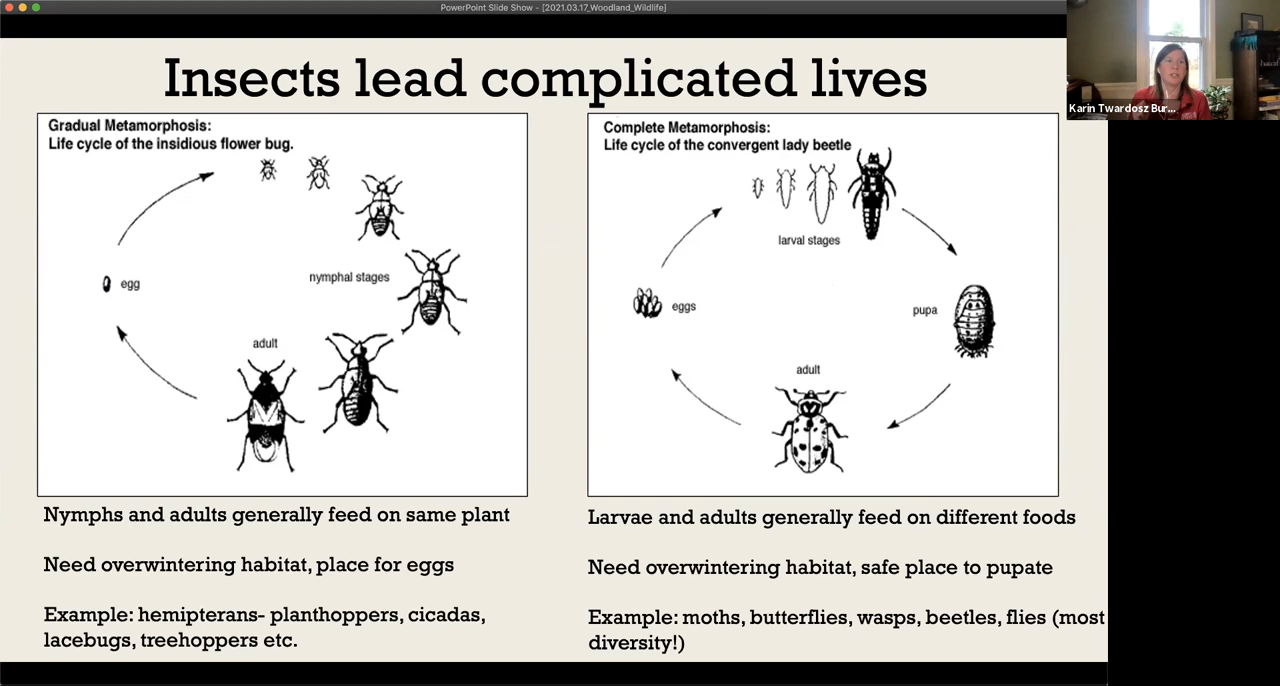 PowerPoint Slide Show - [2021.03.17_Woodland_Wildlife]
Insects lead complicated lives
Gradual Metamorphosis:
Life cycle of the insidious flower bug.
egg
nymphal stages
adult
Complete Metamorphosis:
Life cycle of the convergent lady beetle
larval stages
eggs
pupa
adult
Nymphs and adults generally feed on same plant
Need overwintering habitat, place for eggs
Example: hemipterans- planthoppers, cicadas,
lacebugs, treehoppers etc.
Larvae and adults generally feed on different foods
Need overwintering habitat, safe place to pupate
Example: moths, butterflies, wasps, beetles, flies (most
diversity!)
Karin Twardosz Bur...